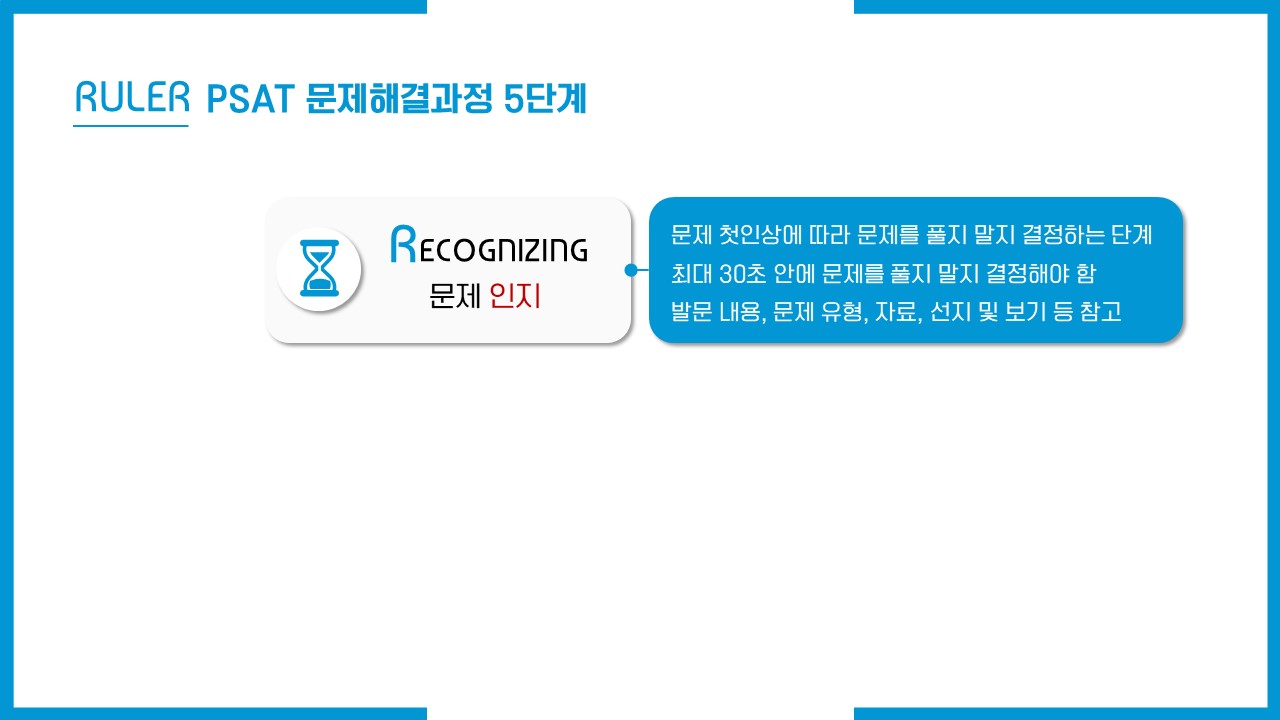 RULER PSAT 문제해결과정 5단계
RECOGNIZING
문제 인지
문제 첫인상에 따라 문제를 풀지 말지 결정하는 단계
최대 30초 안에 문제를 풀지 말지 결정해야 함
발문 내용, 문제 유형, 자료, 선지 및 보기 등 참고